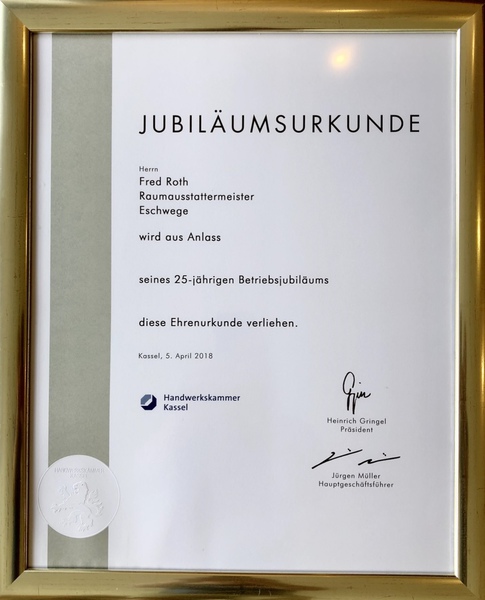 JUBILÄUMSURKUNDE
Herrn
Fred Roth
Raumausstattermeister
Eschwege
wird aus Anlass
seines 25-jährigen Betriebsjubiläums
diese Ehrenurkunde verliehen.
Kassel, 5. April 2018
Handwerkskammer
Kassel
Heinrich Gringel
Präsident
Jürgen Müller
Hauptgeschäftsführer